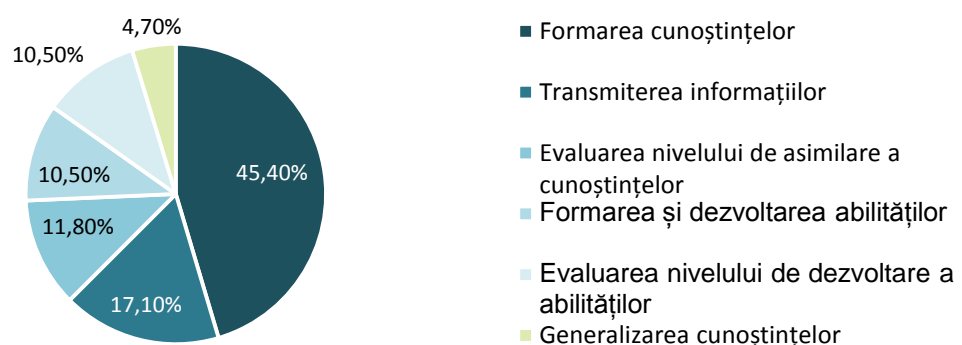 4,70%
10,50%
45,40%
10,50%
11,80%
17,10%
Formarea cunoștințelor
Transmiterea informațiilor
Evaluarea nivelului de asimilare a
cunoștințelor
Formarea și dezvoltarea abilităților
Evaluarea nivelului de dezvoltare a
abilităților
Generalizarea cunoștințelor